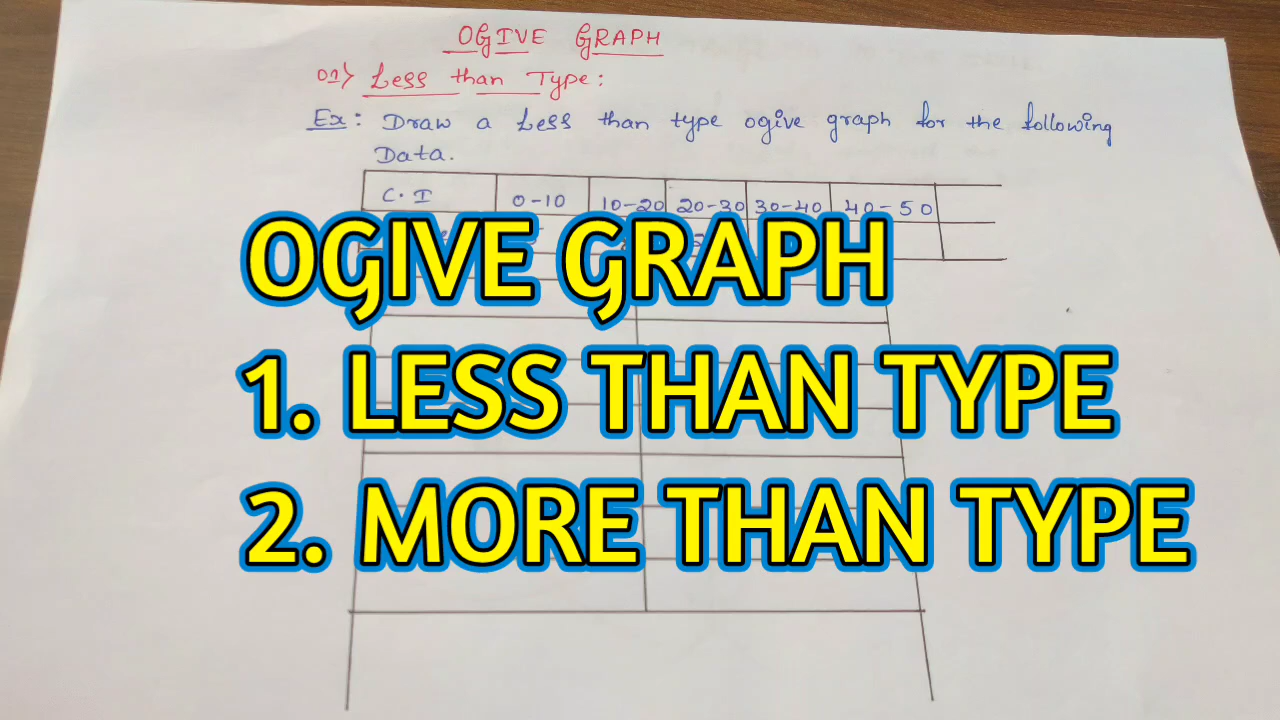 OGIVE GRAPH
01) Less than Type:
Ex: Draw a Less than type ogive graph for the following
Data.
C.I 0-10 10-20 20-30 30-40 40-50
OGIVE GRAPH
1. LESS THAN TYPE
2. MORE THAN TYPE